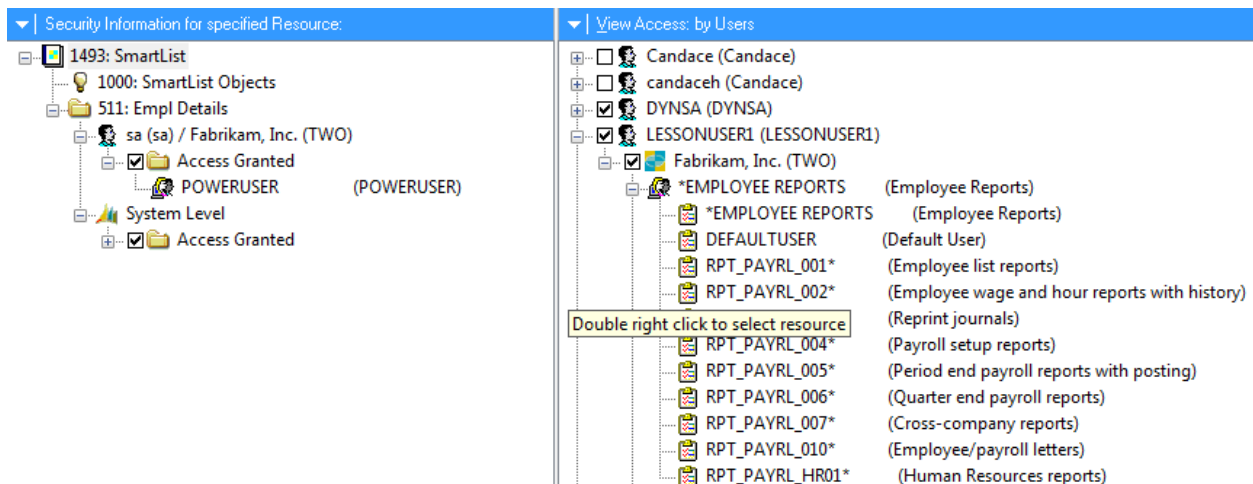 Security Information for specified Resource:
1493: SmartList
1000: SmartList Objects
511: Empl Details
sa (sa) / Fabrikam, Inc. (TWO)
Access Granted
POWERUSER (POWERUSER)
System Level
Access Granted
View Access: by Users
Candace (Candace)
candaceh (Candace)
DYNSA (DYNSA)
LESSONUSER1 (LESSONUSER1)
Fabrikam, Inc. (TWO)
*EMPLOYEE REPORTS (Employee Reports)
*EMPLOYEE REPORTS (Employee Reports)
DEFAULTUSER (Default User)
RPT_PAYRL_001* (Employee list reports)
RPT_PAYRL_002* (Employee wage and hour reports with history)
Double right click to select resource (Reprint journals)
RPT_PAYRL_004* (Payroll setup reports)
RPT_PAYRL_005* (Period end payroll reports with posting)
RPT_PAYRL_006* (Quarter end payroll reports)
RPT_PAYRL_007* (Cross-company reports)
RPT_PAYRL_010* (Employee/payroll letters)
RPT_PAYRL_HR01* (Human Resources reports)